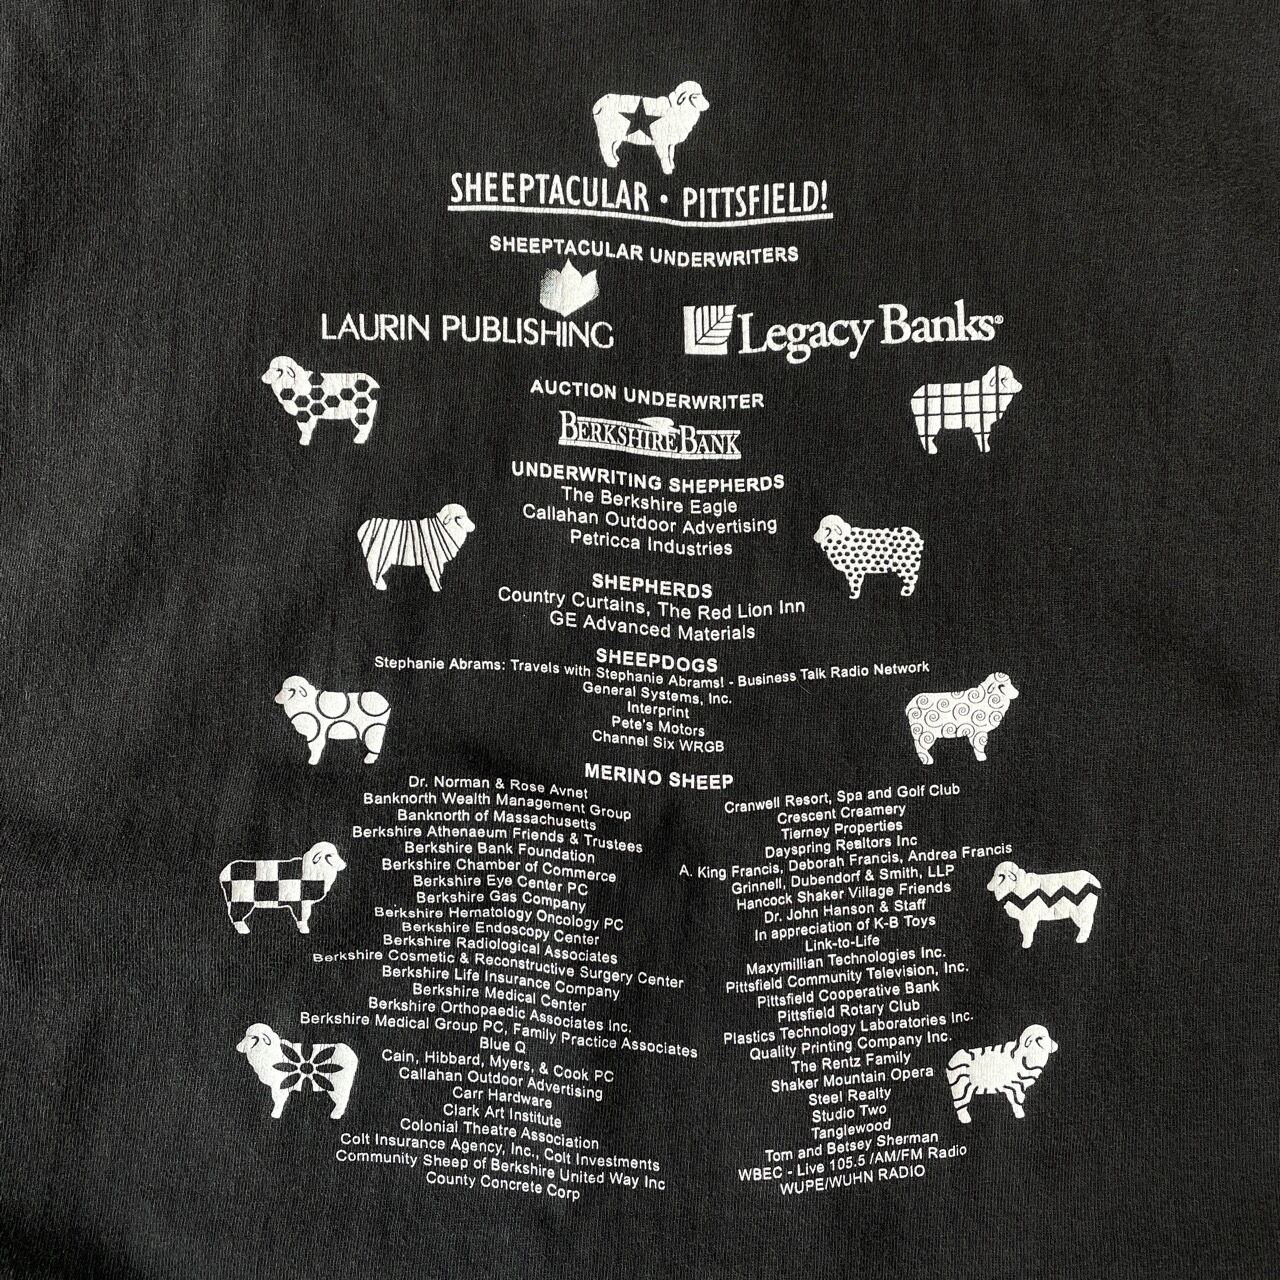 SHEEPTACULAR • PITTSFIELD!
SHEEPTACULAR UNDERWRITERS
LAURIN PUBLISHING
Legacy Banks®
AUCTION UNDERWRITER
BERKSHIRE BANK
UNDERWRITING SHEPHERDS
The Berkshire Eagle
Callahan Outdoor Advertising
Petricca Industries
SHEPHERDS
Country Curtains, The Red Lion Inn
GE Advanced Materials
SHEEPDOGS
Stephanie Abrams: Travels with Stephanie Abrams! - Business Talk Radio Network
General Systems, Inc.
Interprint
Pete's Motors
Channel Six WRGB
MERINO SHEEP
Dr. Norman & Rose Avnet
Banknorth Wealth Management Group
Banknorth of Massachusetts
Berkshire Athenaeum Friends & Trustees
Berkshire Bank Foundation
Berkshire Chamber of Commerce
Berkshire Eye Center PC
Berkshire Gas Company
Berkshire Hematology Oncology PC
Berkshire Endoscopy Center
Berkshire Radiological Associates
Berkshire Cosmetic & Reconstructive Surgery Center
Berkshire Life Insurance Company
Berkshire Medical Center
Berkshire Orthopaedic Associates Inc.
Berkshire Medical Group PC, Family Practice Associates
Blue Q
Cain, Hibbard, Myers, & Cook PC
Callahan Outdoor Advertising
Carr Hardware
Clark Art Institute
Colonial Theatre Association
Colt Insurance Agency, Inc., Colt Investments
Community Sheep of Berkshire United Way Inc
County Concrete Corp
Cranwell Resort, Spa and Golf Club
Crescent Creamery
Tierney Properties
Dayspring Realtors Inc
A. King Francis, Deborah Francis, Andrea Francis
Grinnell, Dubendorf & Smith, LLP
Hancock Shaker Village Friends
Dr. John Hanson & Staff
In appreciation of K-B Toys
Link-to-Life
Maxymillian Technologies Inc.
Pittsfield Community Television, Inc.
Pittsfield Cooperative Bank
Pittsfield Rotary Club
Plastics Technology Laboratories Inc.
Quality Printing Company Inc.
The Rentz Family
Shaker Mountain Opera
Steel Realty
Studio Two
Tanglewood
Tom and Betsey Sherman
WBEC - Live 105.5 /AM/FM Radio
WUPE/WUHN RADIO